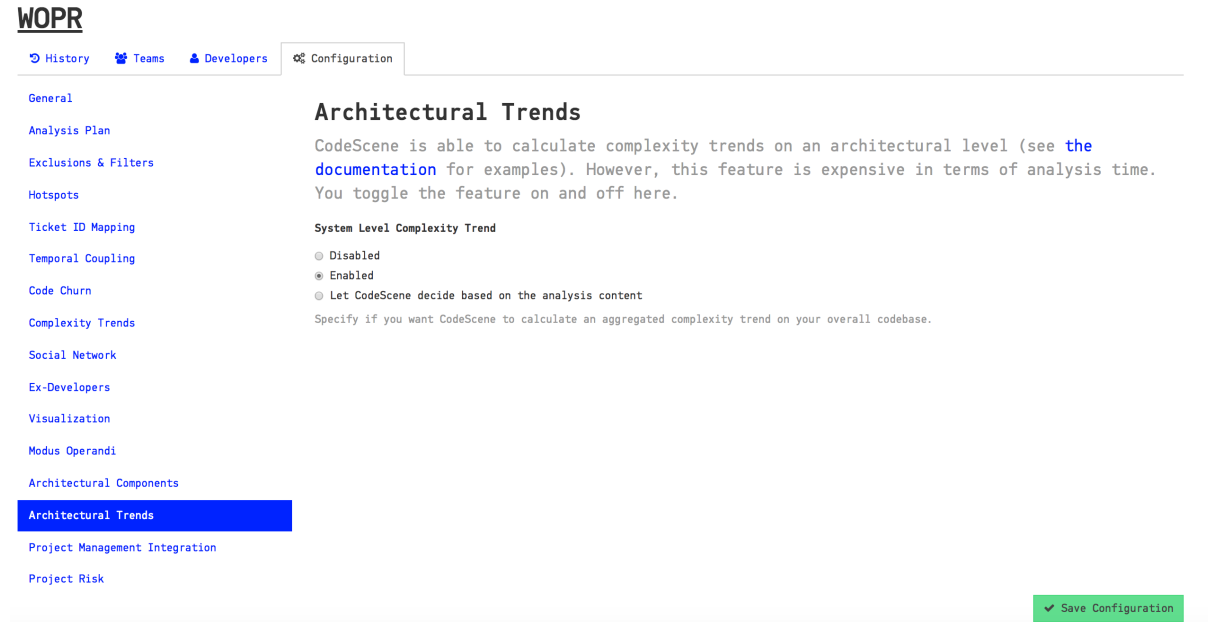 WOPR
History Teams Developers Configuration
General
Analysis Plan
Exclusions & Filters
Hotspots
Ticket ID Mapping
Temporal Coupling
Code Churn
Complexity Trends
Social Network
Ex-Developers
Visualization
Modus Operandi
Architectural Components
Architectural Trends
Project Management Integration
Project Risk
Architectural Trends
CodeScene is able to calculate complexity trends on an architectural level (see the
documentation for examples). However, this feature is expensive in terms of analysis time.
You toggle the feature on and off here.
System Level Complexity Trend
Disabled
Enabled
Let CodeScene decide based on the analysis content
Specify if you want CodeScene to calculate an aggregated complexity trend on your overall codebase.
Save Configuration